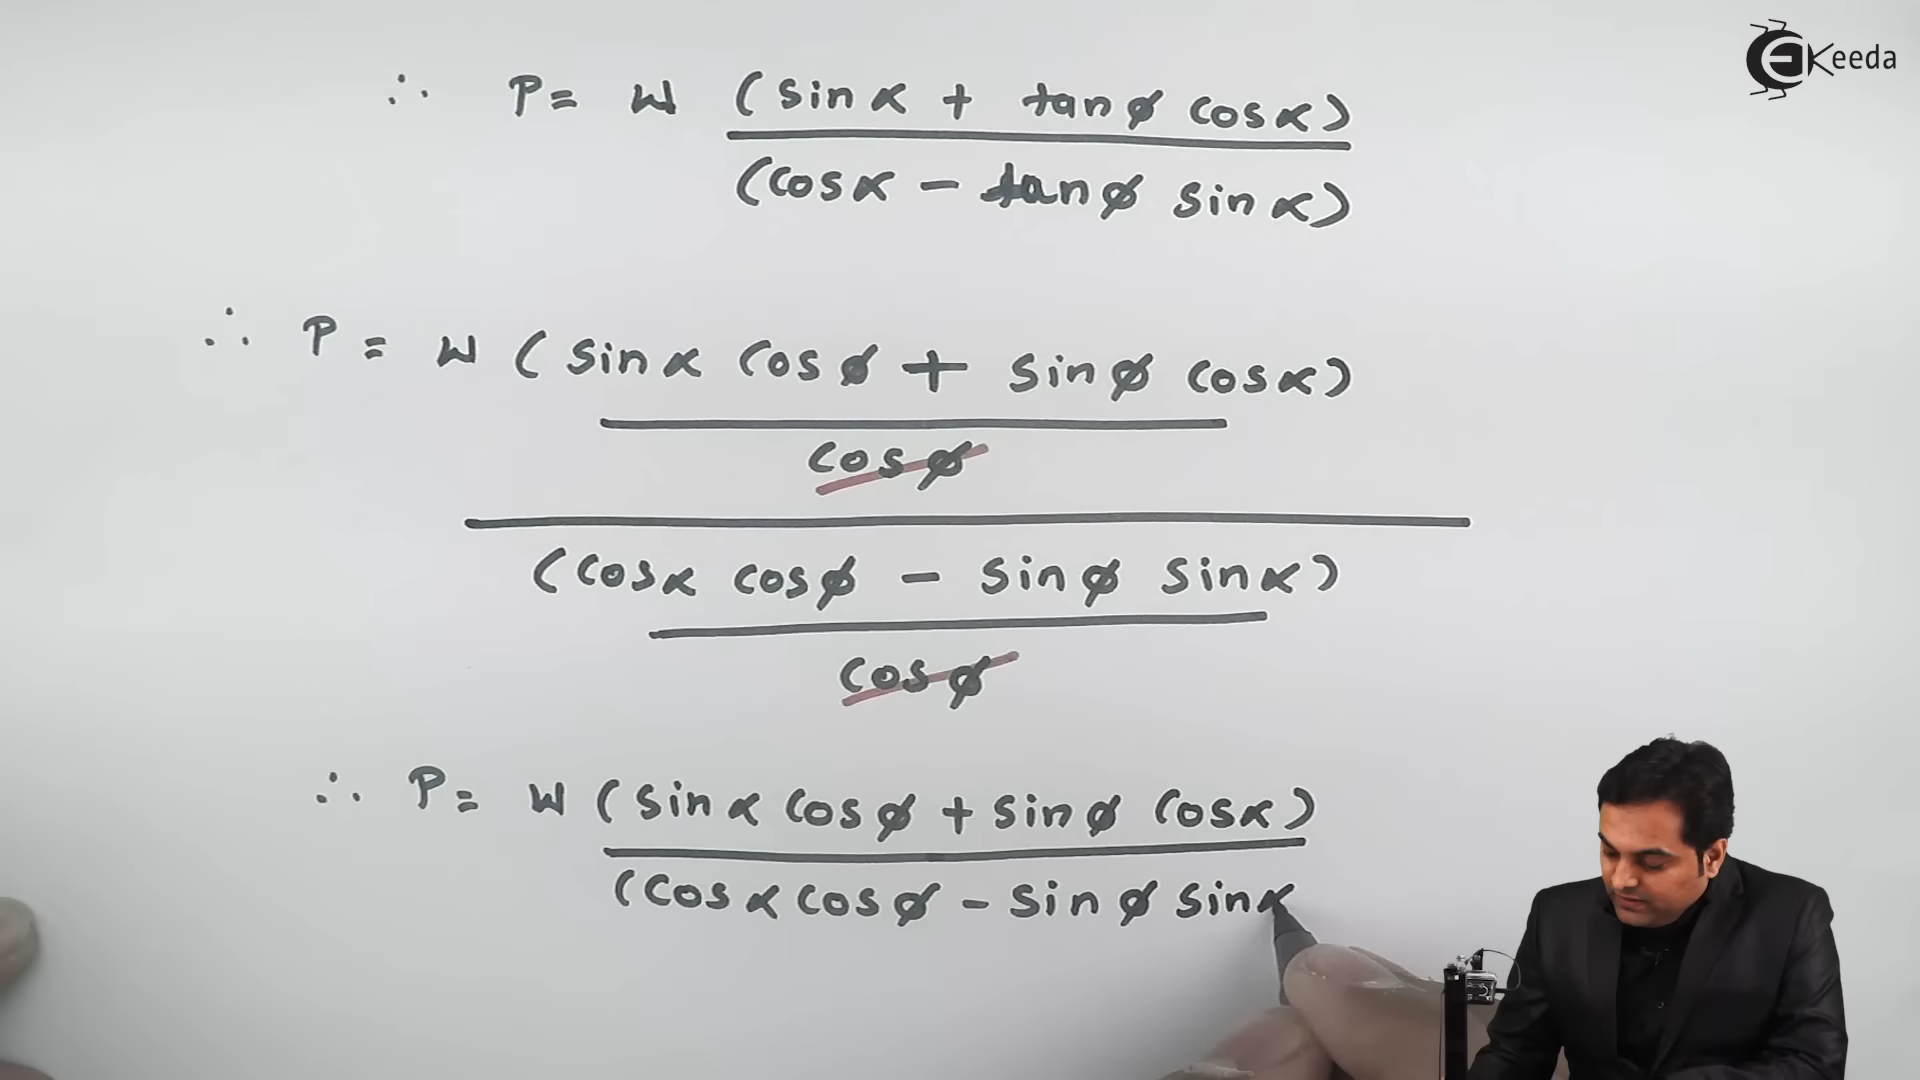 EKeeda
∴ P = W (sin α + tan ϕ cos α)
(cos α − tan ϕ sin α)
∴ P = W (sin α cos ϕ + sin ϕ cos α)
cos ϕ
(cos α cos ϕ − sin ϕ sin α)
cos ϕ
∴ P = W (sin α cos ϕ + sin ϕ cos α)
(cos α cos ϕ − sin ϕ sin α